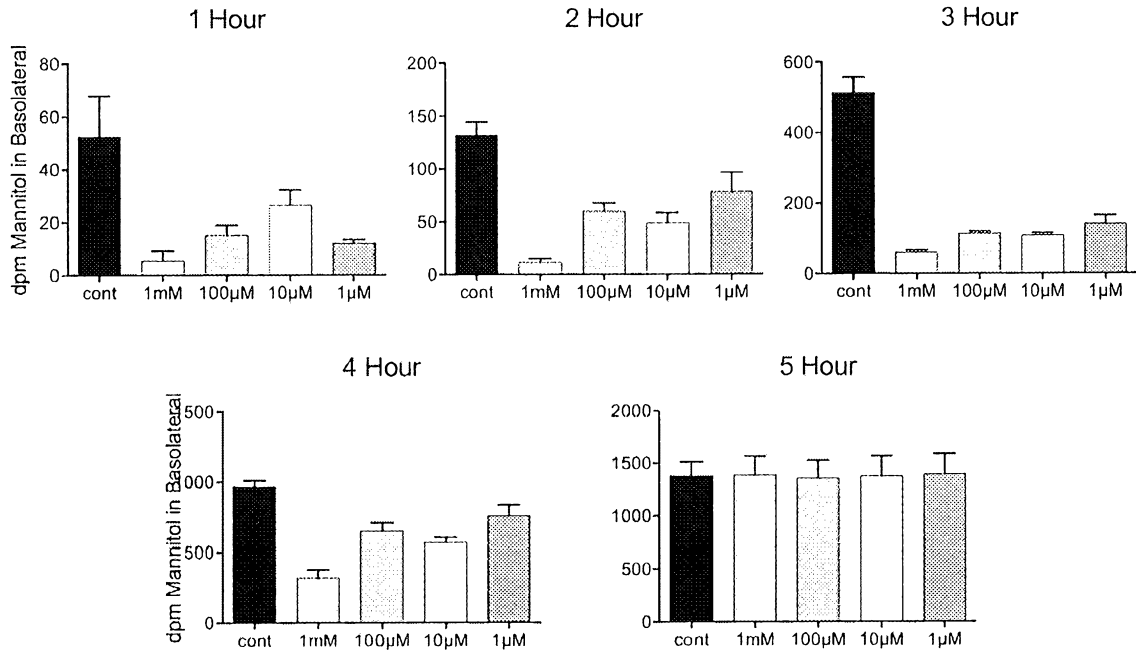 1 Hour
2 Hour
3 Hour
dpm Mannitol in Basolateral
80
60
40
20
0
cont 1mM 100µM 10µM 1µM
200
150
100
50
0
cont 1mM 100µM 10µM 1µM
600
400
200
0
cont 1mM 100µM 10µM 1µM
4 Hour
5 Hour
dpm Mannitol in Basolateral
500
000
500
0
cont 1mM 100µM 10µM 1µM
2000
1500
1000
500
0
cont 1mM 100µM 10µM 1µM